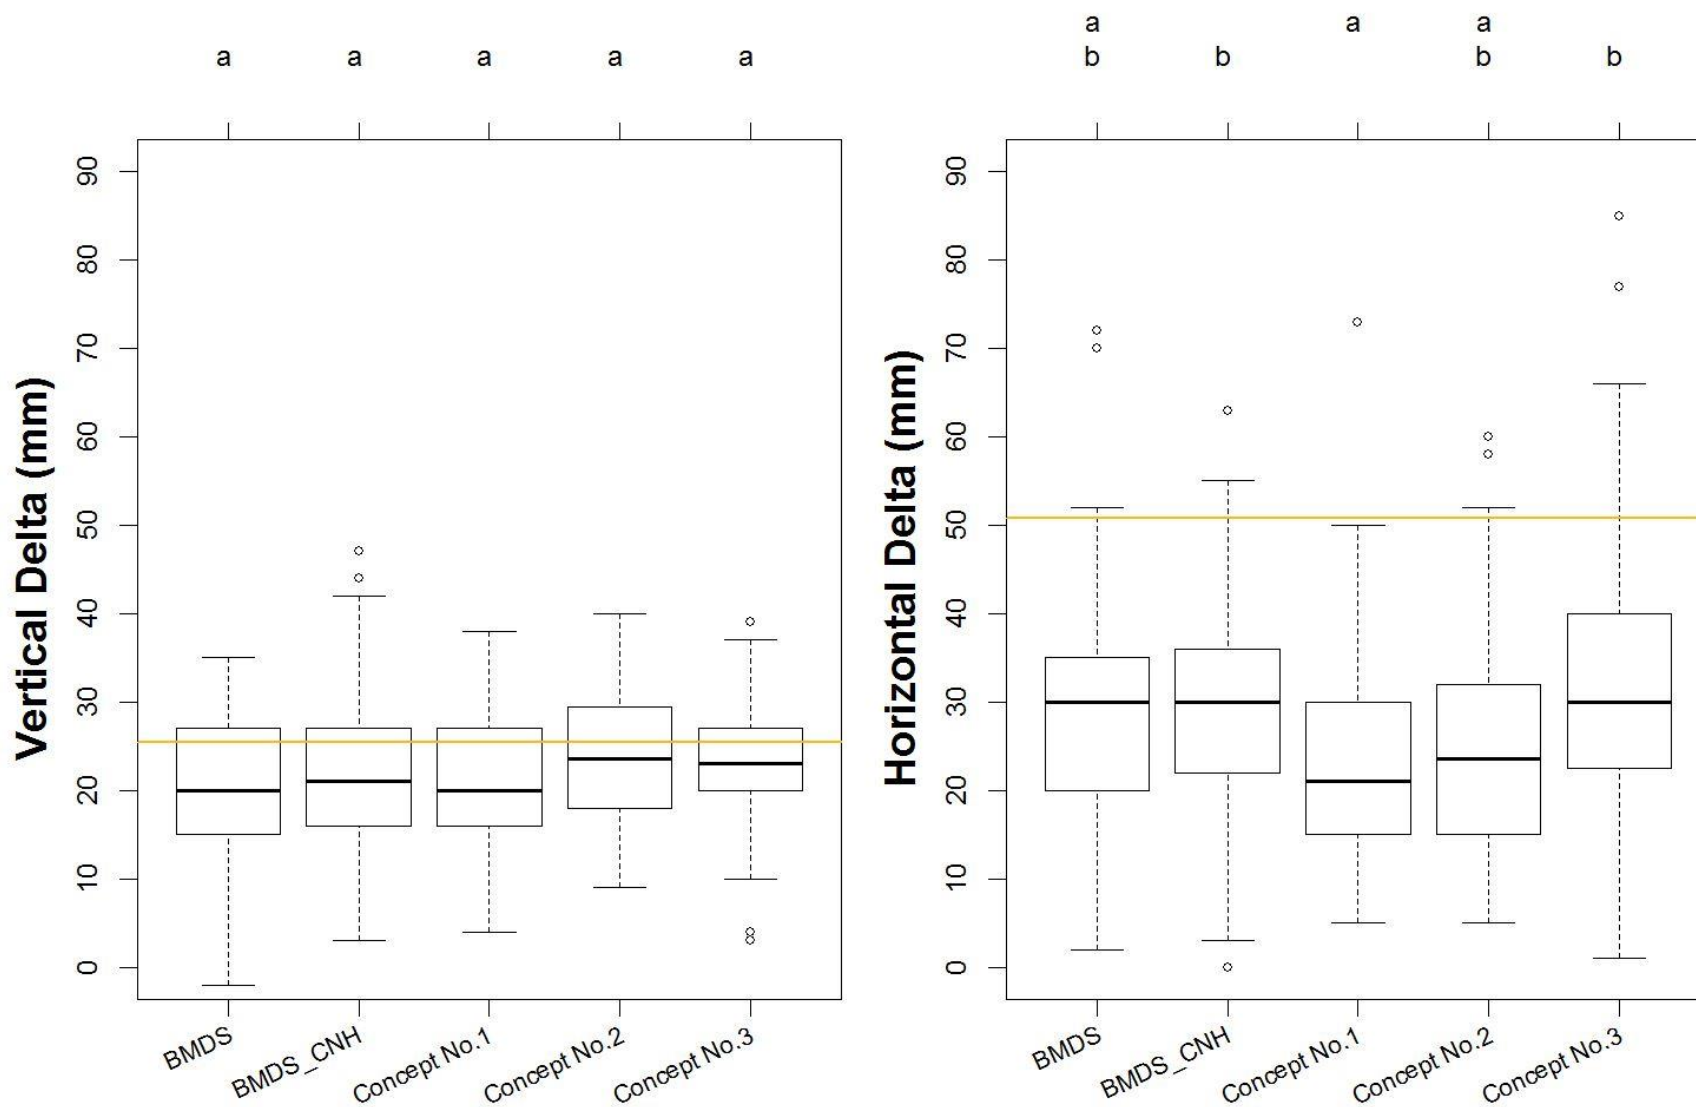 a a a a a
Vertical Delta (mm)
90
80
70
60
50
40
30
20
10
0
BMDS BMDS_CNH Concept No.1 Concept No.2 Concept No.3
a a a
b b b b
Horizontal Delta (mm)
90
80
70
60
50
40
30
20
10
0
BMDS BMDS_CNH Concept No.1 Concept No.2 Concept No.3